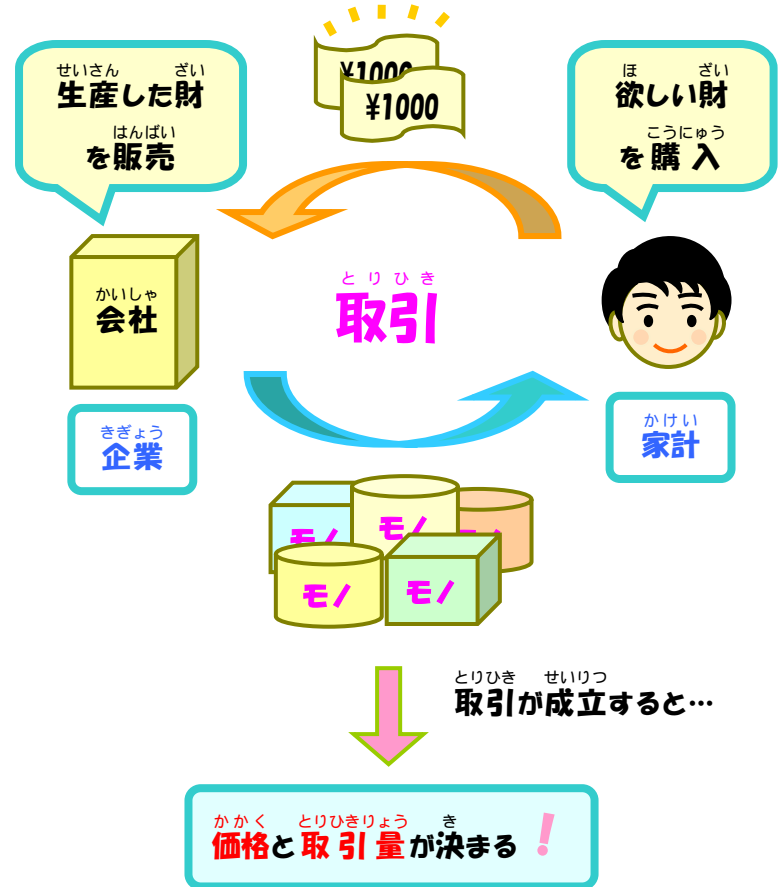 せいさん ざい
生産した財
はんばい
を販売
¥1000
¥1000
ほ ざい
欲しい財
こうにゅう
を購入
かいしゃ
会社
とりひき
取引
きぎょう
企業
かけい
家計
モノ
モノ
モノ
モノ
モノ
とりひき せいりつ
取引が成立すると…
かかく とりひきりょう き
価格と取引量が決まる!